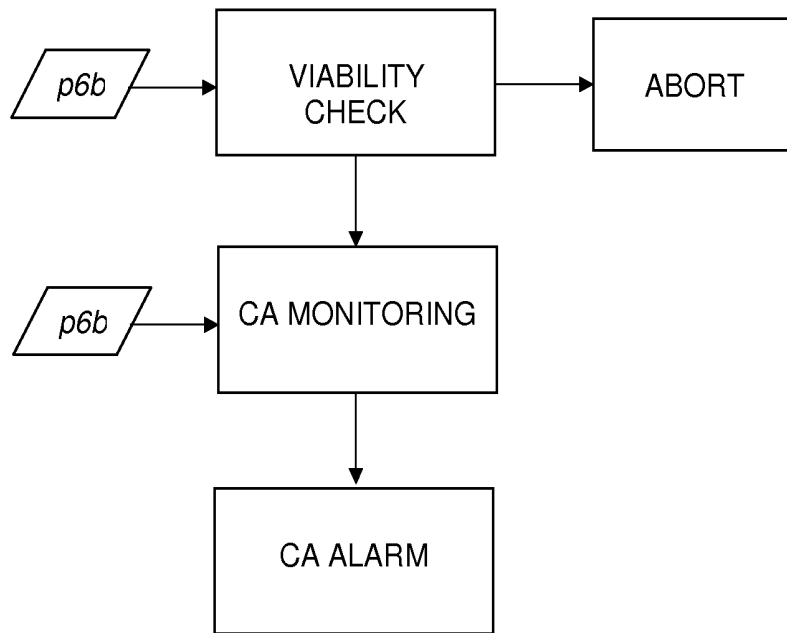 p6b
VIABILITY
CHECK
ABORT
p6b
CA MONITORING
CA ALARM